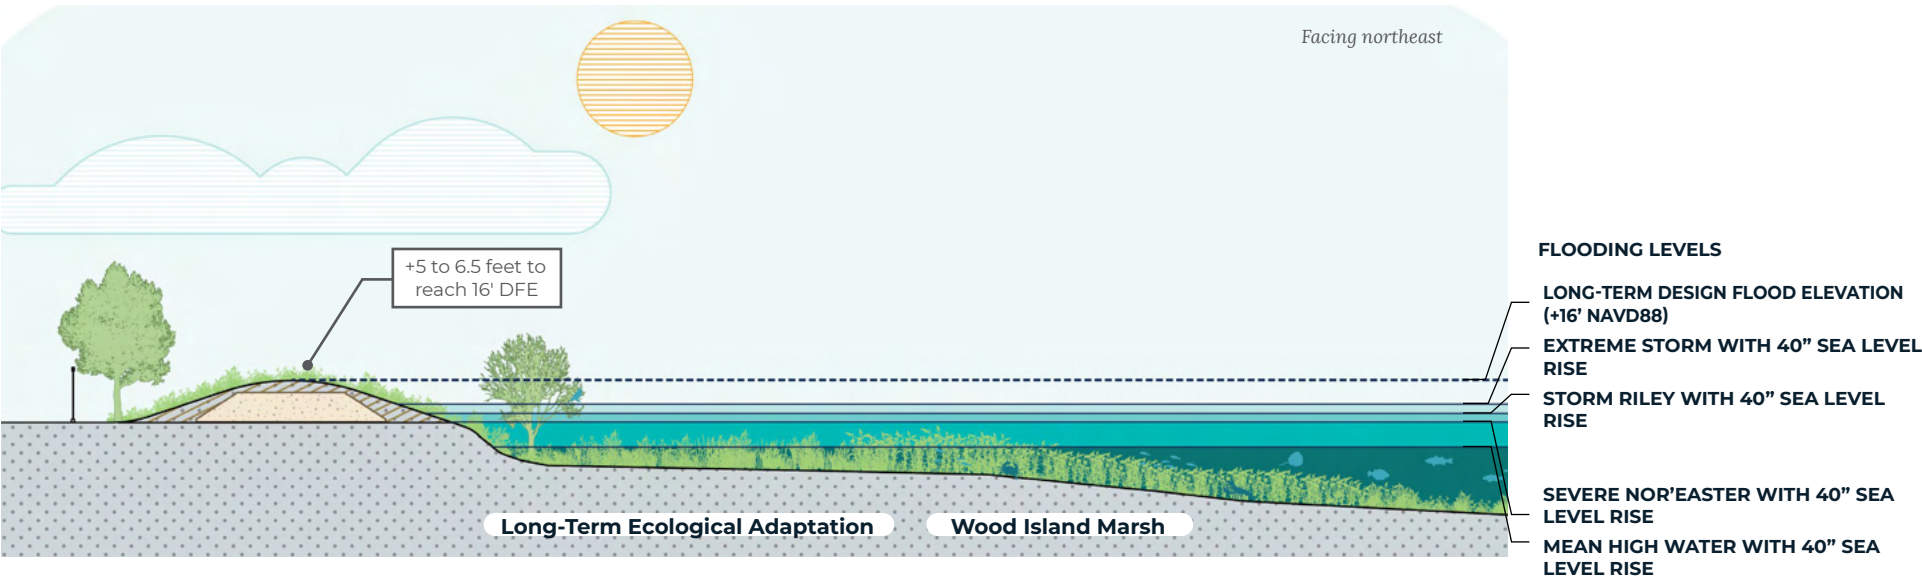 Facing northeast
+5 to 6.5 feet to
reach 16' DFE
FLOODING LEVELS
LONG-TERM DESIGN FLOOD ELEVATION
(+16’ NAVD88)
EXTREME STORM WITH 40” SEA LEVEL
RISE
STORM RILEY WITH 40” SEA LEVEL
RISE
SEVERE NOR’EASTER WITH 40” SEA
LEVEL RISE
MEAN HIGH WATER WITH 40” SEA
LEVEL RISE
Long-Term Ecological Adaptation
Wood Island Marsh